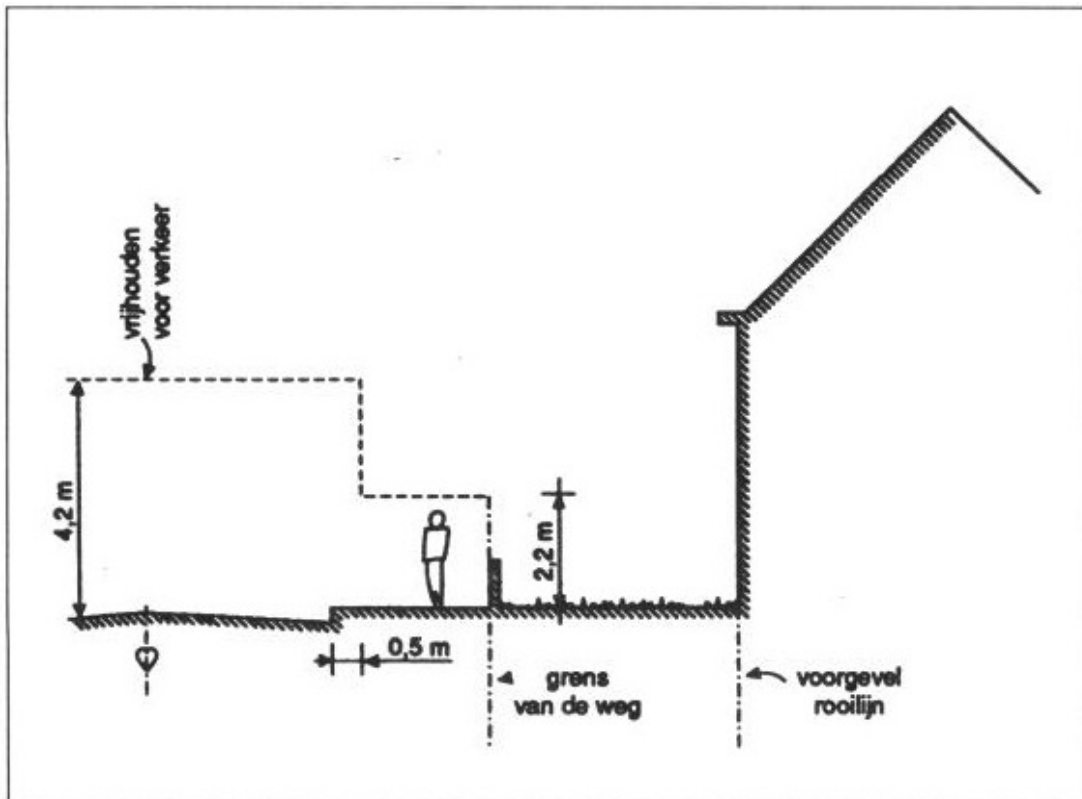 vrijhouden
voor verkeer
4,2 m
2,2 m
0,5 m
grens
van de weg
voorgevel
rooilijn